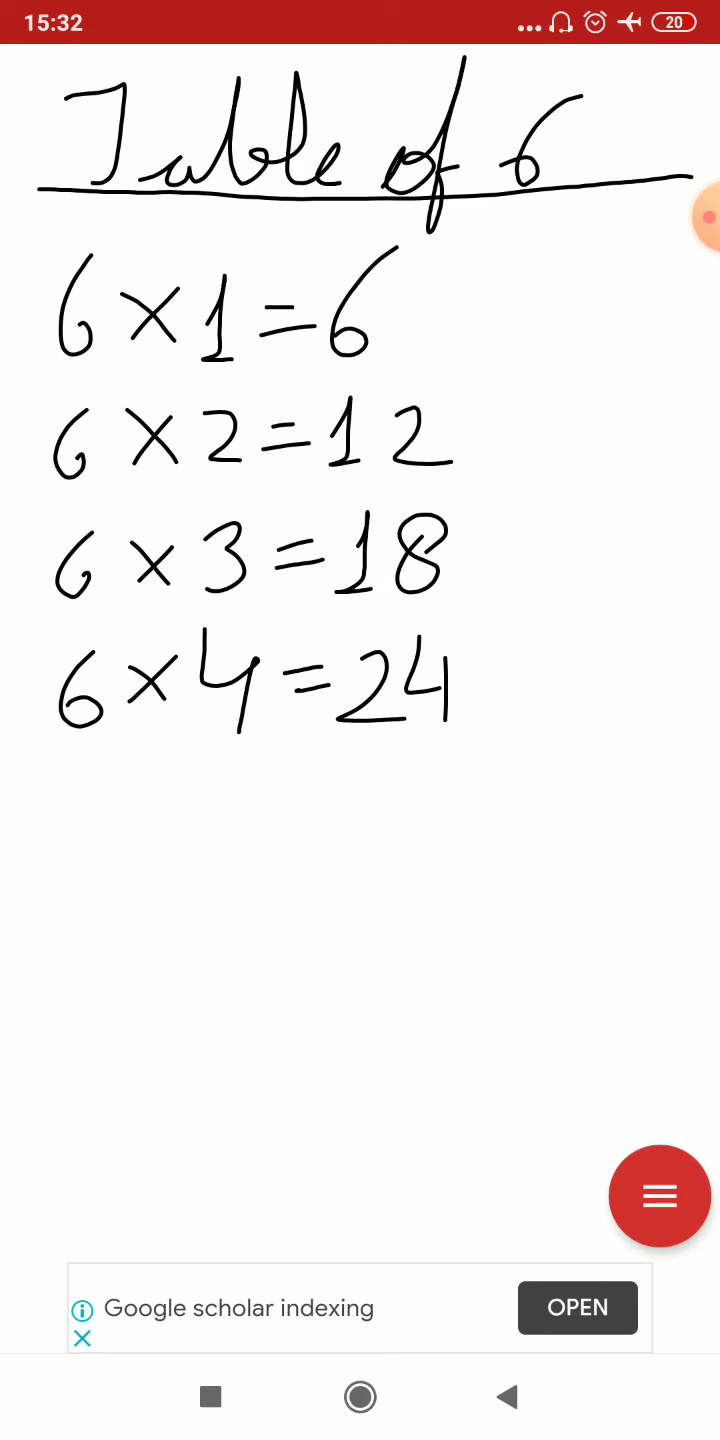 15:32
20
Table of 6
6 × 1 = 6
6 × 2 = 12
6 × 3 = 18
6 × 4 = 24
Google scholar indexing
OPEN